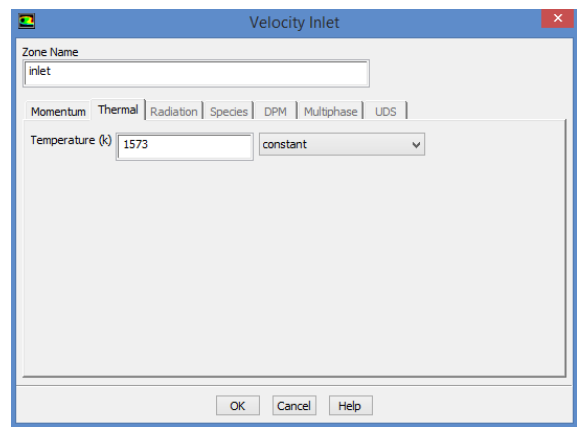 Velocity Inlet
Zone Name
inlet
Momentum Thermal Radiation Species DPM Multiphase UDS
Temperature (k) 1573 constant
OK Cancel Help